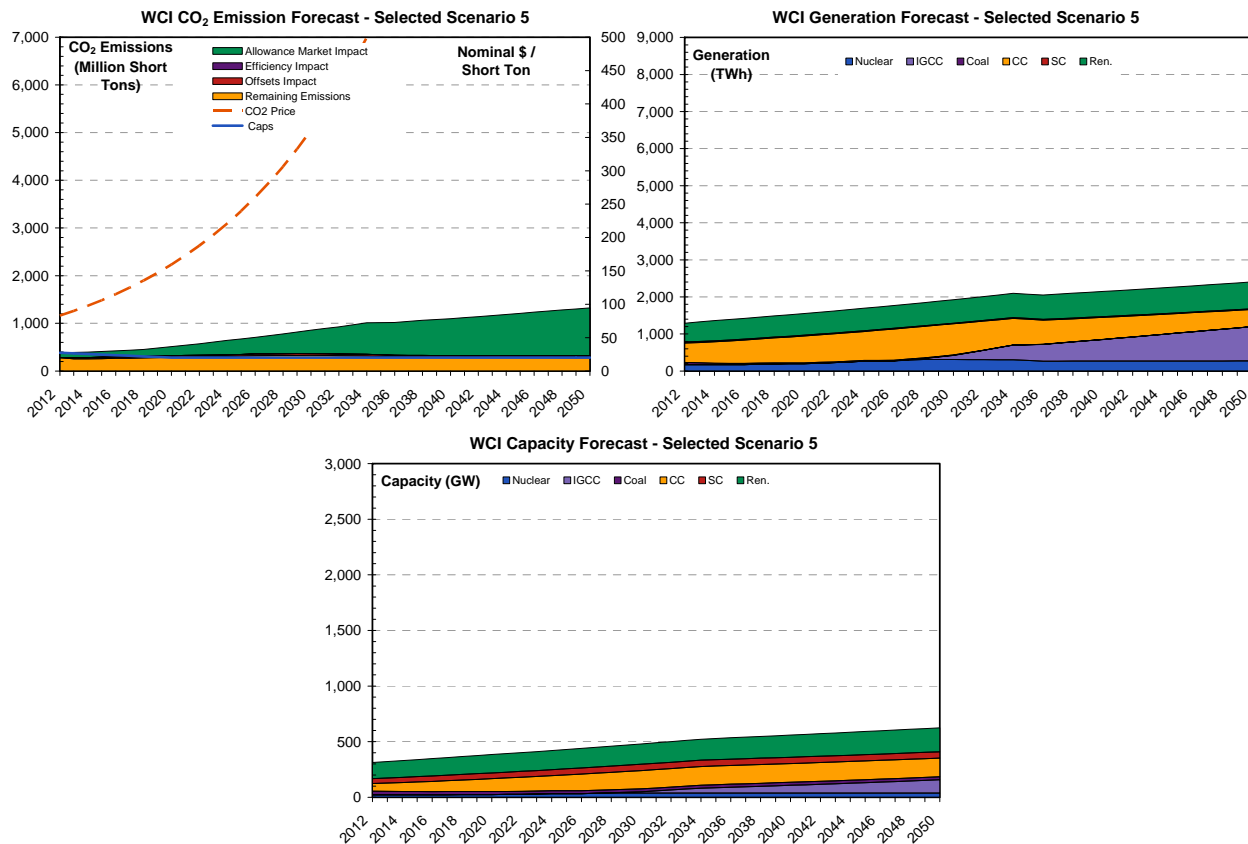 WCI CO₂ Emission Forecast - Selected Scenario 5
CO₂ Emissions
(Million Short
Tons)
Nominal $ /
Short Ton
Allowance Market Impact
Efficiency Impact
Offsets Impact
Remaining Emissions
CO2 Price
Caps
7,000
6,000
5,000
4,000
3,000
2,000
1,000
0
500
450
400
350
300
250
200
150
100
50
0
2012 2014 2016 2018 2020 2022 2024 2026 2028 2030 2032 2034 2036 2038 2040 2042 2044 2046 2048 2050
WCI Generation Forecast - Selected Scenario 5
Generation
(TWh)
Nuclear IGCC Coal CC SC Ren.
9,000
8,000
7,000
6,000
5,000
4,000
3,000
2,000
1,000
0
2012 2014 2016 2018 2020 2022 2024 2026 2028 2030 2032 2034 2036 2038 2040 2042 2044 2046 2048 2050
WCI Capacity Forecast - Selected Scenario 5
Capacity (GW) Nuclear IGCC Coal CC SC Ren.
3,000
2,500
2,000
1,500
1,000
500
0
2012 2014 2016 2018 2020 2022 2024 2026 2028 2030 2032 2034 2036 2038 2040 2042 2044 2046 2048 2050